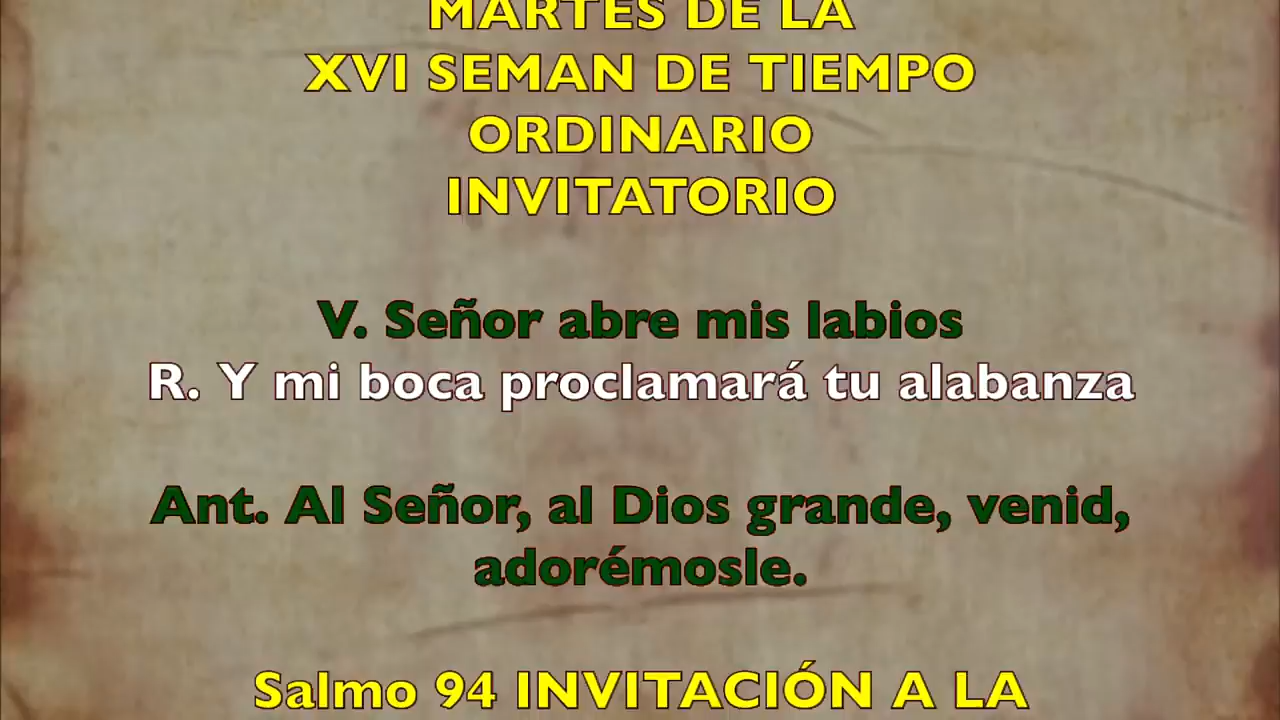 MARTES DE LA
XVI SEMAN DE TIEMPO
ORDINARIO
INVITATORIO
V. Señor abre mis labios
R. Y mi boca proclamará tu alabanza
Ant. Al Señor, al Dios grande, venid,
adorémosle.
Salmo 94 INVITACIÓN A LA